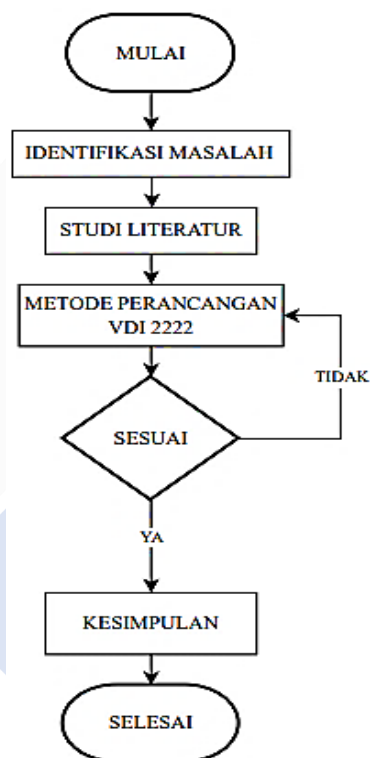 MULAI
IDENTIFIKASI MASALAH
STUDI LITERATUR
METODE PERANCANGAN
VDI 2222
TIDAK
SESUAI
YA
KESIMPULAN
SELESAI